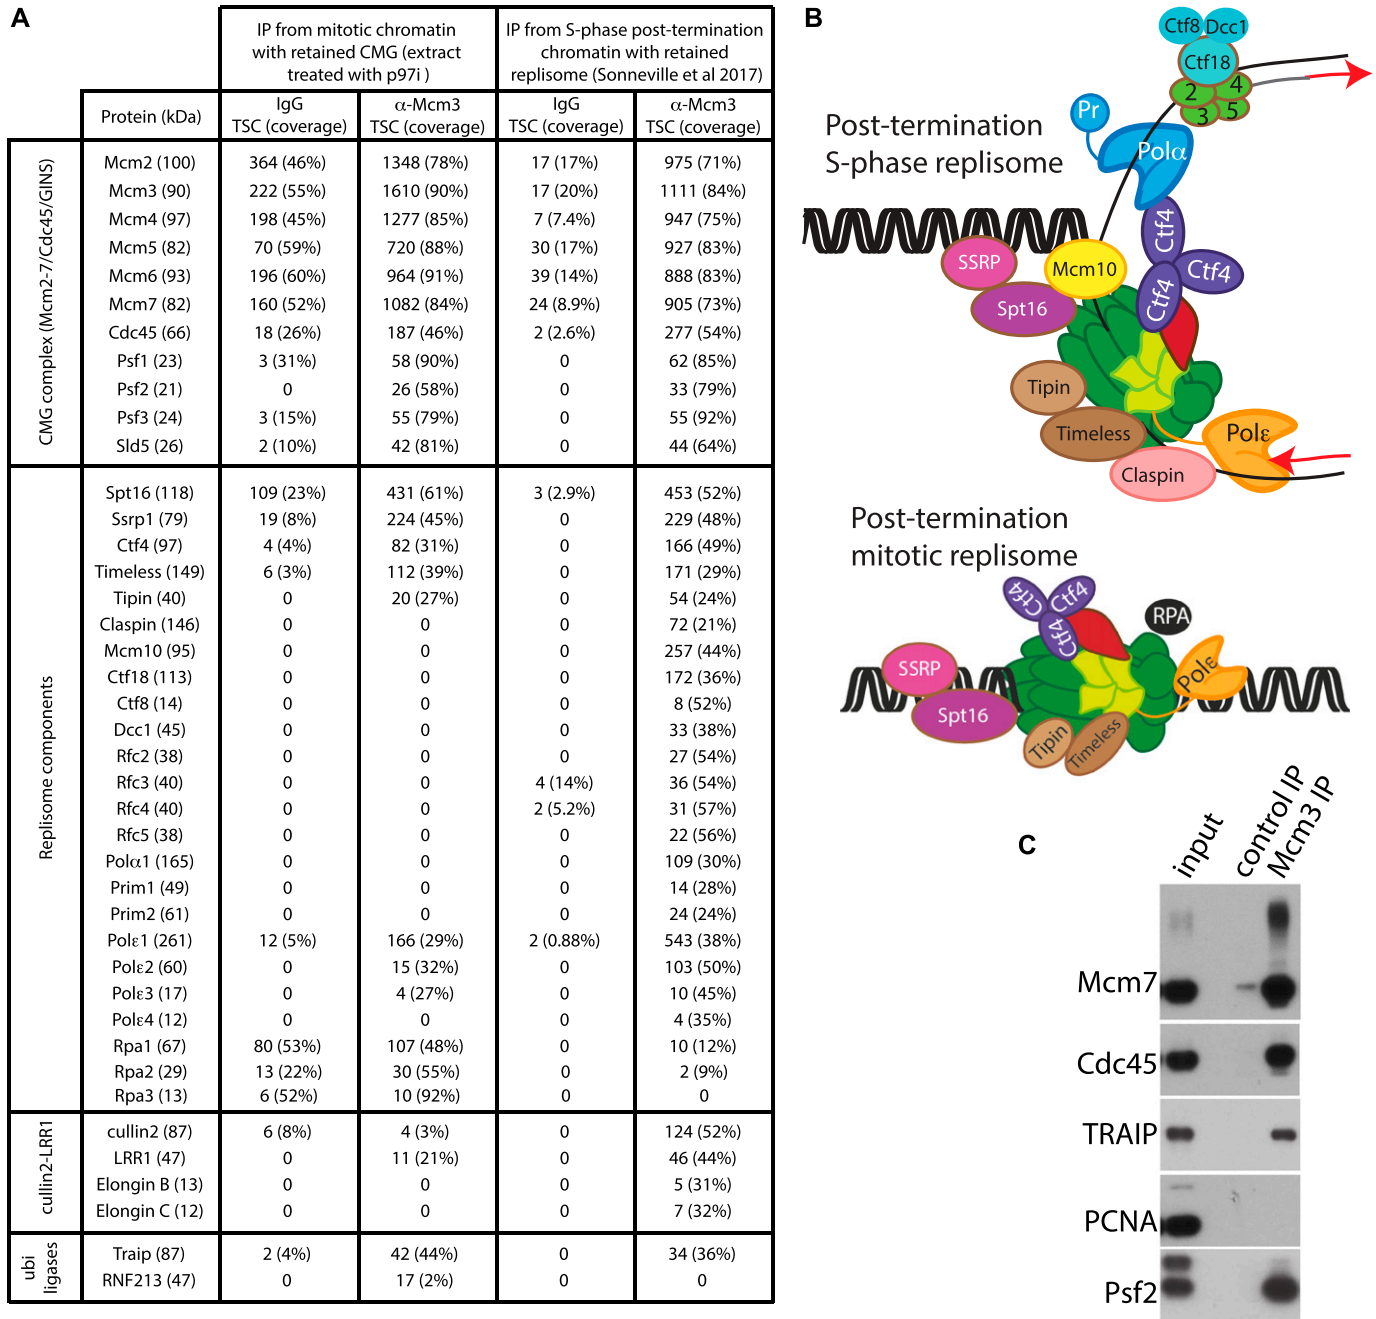 A
IP from mitotic chromatin
with retained CMG (extract
treated with p97i )
IP from S-phase post-termination
chromatin with retained
replisome (Sonneville et al 2017)
Protein (kDa)
IgG
TSC (coverage)
α-Mcm3
TSC (coverage)
IgG
TSC (coverage)
α-Mcm3
TSC (coverage)
CMG complex (Mcm2-7/Cdc45/GINS)
Mcm2 (100) 364 (46%) 1348 (78%) 17 (17%) 975 (71%)
Mcm3 (90) 222 (55%) 1610 (90%) 17 (20%) 1111 (84%)
Mcm4 (97) 198 (45%) 1277 (85%) 7 (7.4%) 947 (75%)
Mcm5 (82) 70 (59%) 720 (88%) 30 (17%) 927 (83%)
Mcm6 (93) 196 (60%) 964 (91%) 39 (14%) 888 (83%)
Mcm7 (82) 160 (52%) 1082 (84%) 24 (8.9%) 905 (73%)
Cdc45 (66) 18 (26%) 187 (46%) 2 (2.6%) 277 (54%)
Psf1 (23) 3 (31%) 58 (90%) 0 62 (85%)
Psf2 (21) 0 26 (58%) 0 33 (79%)
Psf3 (24) 3 (15%) 55 (79%) 0 55 (92%)
Sld5 (26) 2 (10%) 42 (81%) 0 44 (64%)
Replisome components
Spt16 (118) 109 (23%) 431 (61%) 3 (2.9%) 453 (52%)
Ssrp1 (79) 19 (8%) 224 (45%) 0 229 (48%)
Ctf4 (97) 4 (4%) 82 (31%) 0 166 (49%)
Timeless (149) 6 (3%) 112 (39%) 0 171 (29%)
Tipin (40) 0 20 (27%) 0 54 (24%)
Claspin (146) 0 0 0 72 (21%)
Mcm10 (95) 0 0 0 257 (44%)
Ctf18 (113) 0 0 0 172 (36%)
Ctf8 (14) 0 0 0 8 (52%)
Dcc1 (45) 0 0 0 33 (38%)
Rfc2 (38) 0 0 0 27 (54%)
Rfc3 (40) 0 0 4 (14%) 36 (54%)
Rfc4 (40) 0 0 2 (5.2%) 31 (57%)
Rfc5 (38) 0 0 0 22 (56%)
Polα1 (165) 0 0 0 109 (30%)
Prim1 (49) 0 0 0 14 (28%)
Prim2 (61) 0 0 0 24 (24%)
Polε1 (261) 12 (5%) 166 (29%) 2 (0.88%) 543 (38%)
Polε2 (60) 0 15 (32%) 0 103 (50%)
Polε3 (17) 0 4 (27%) 0 10 (45%)
Polε4 (12) 0 0 0 4 (35%)
Rpa1 (67) 80 (53%) 107 (48%) 0 10 (12%)
Rpa2 (29) 13 (22%) 30 (55%) 0 2 (9%)
Rpa3 (13) 6 (52%) 10 (92%) 0 0
cullin2-LRR1
cullin2 (87) 6 (8%) 4 (3%) 0 124 (52%)
LRR1 (47) 0 11 (21%) 0 46 (44%)
Elongin B (13) 0 0 0 5 (31%)
Elongin C (12) 0 0 0 7 (32%)
ubi
ligases
Traip (87) 2 (4%) 42 (44%) 0 34 (36%)
RNF213 (47) 0 17 (2%) 0 0
B
Ctf8 Dcc1
Ctf18
2 4
3 5
Pr
Polα
Post-termination
S-phase replisome
Ctf4
Ctf4
Ctf4
SSRP
Mcm10
Spt16
Tipin
Timeless
Polε
Claspin
Post-termination
mitotic replisome
Ctf4
Ctf4
Ctf4
RPA
SSRP
Polε
Spt16
Tipin
Timeless
C
input
control IP
Mcm3 IP
Mcm7
Cdc45
TRAIP
PCNA
Psf2